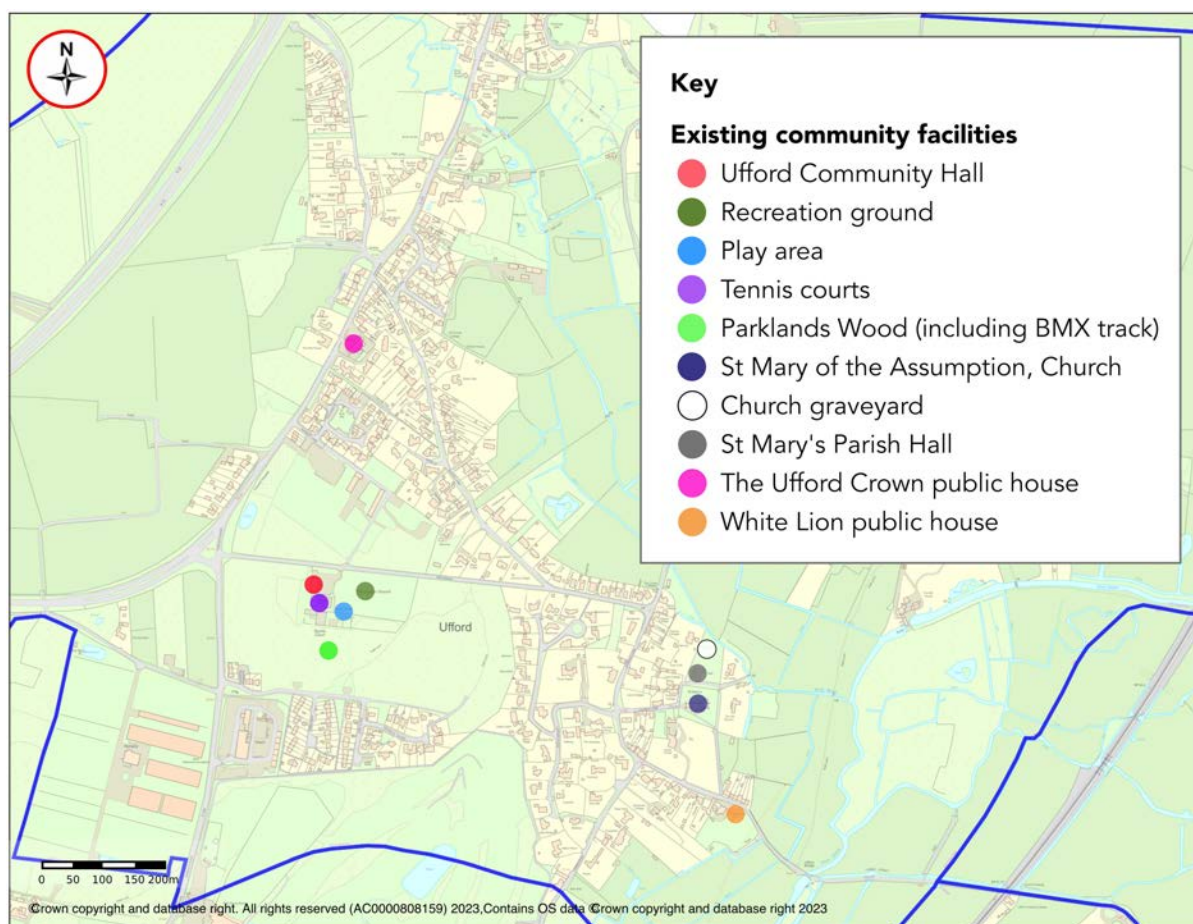 N
Key
Existing community facilities
Ufford Community Hall
Recreation ground
Play area
Tennis courts
Parklands Wood (including BMX track)
St Mary of the Assumption, Church
Church graveyard
St Mary's Parish Hall
The Ufford Crown public house
White Lion public house
Ufford
0 50 100 150 200m
©rown copyright and database right. All rights reserved (AC0000808159) 2023,Contains OS data ©rown copyright and database right 2023